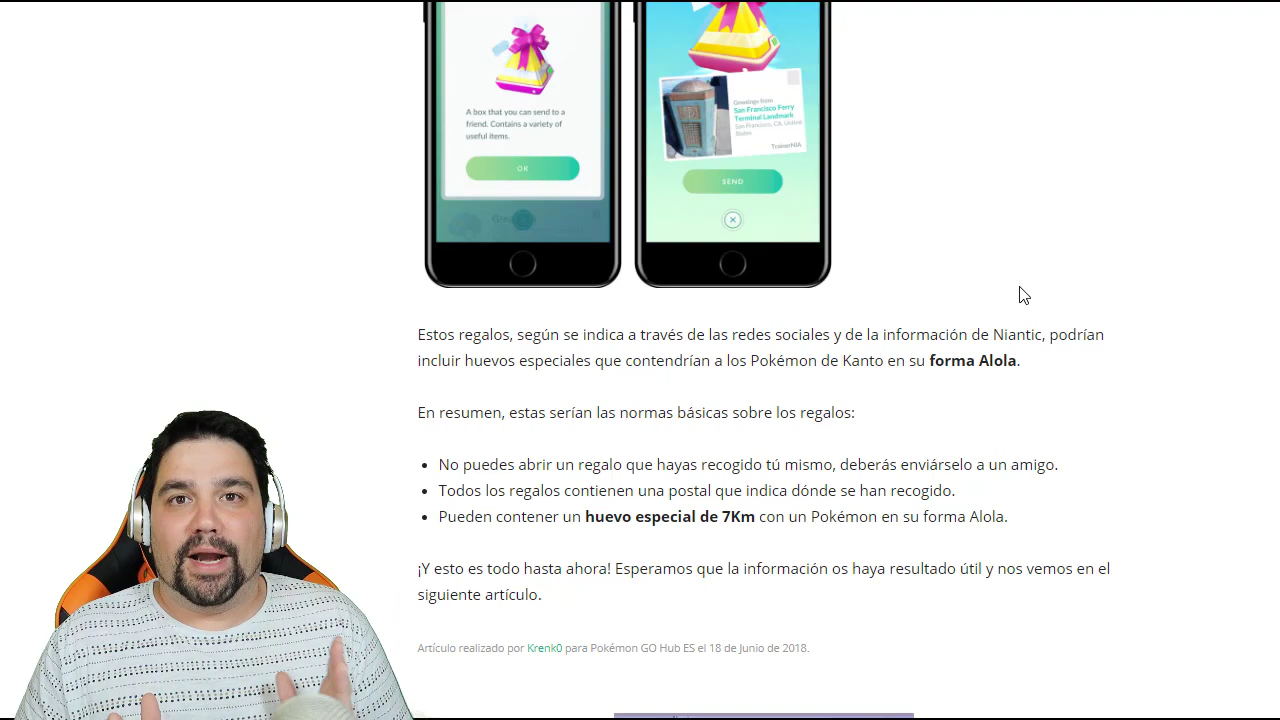 A box that you can send to a
friend. Contains a variety of
useful items.
OK
Greetings from
San Francisco Ferry
Terminal Landmark
San Francisco, CA, United
States
TrainerNIA
SEND
Estos regalos, según se indica a través de las redes sociales y de la información de Niantic, podrían
incluir huevos especiales que contendrían a los Pokémon de Kanto en su forma Alola.
En resumen, estas serían las normas básicas sobre los regalos:
• No puedes abrir un regalo que hayas recogido tú mismo, deberás enviárselo a un amigo.
• Todos los regalos contienen una postal que indica dónde se han recogido.
• Pueden contener un huevo especial de 7Km con un Pokémon en su forma Alola.
¡Y esto es todo hasta ahora! Esperamos que la información os haya resultado útil y nos vemos en el
siguiente artículo.
Artículo realizado por Krenk0 para Pokémon GO Hub ES el 18 de Junio de 2018.